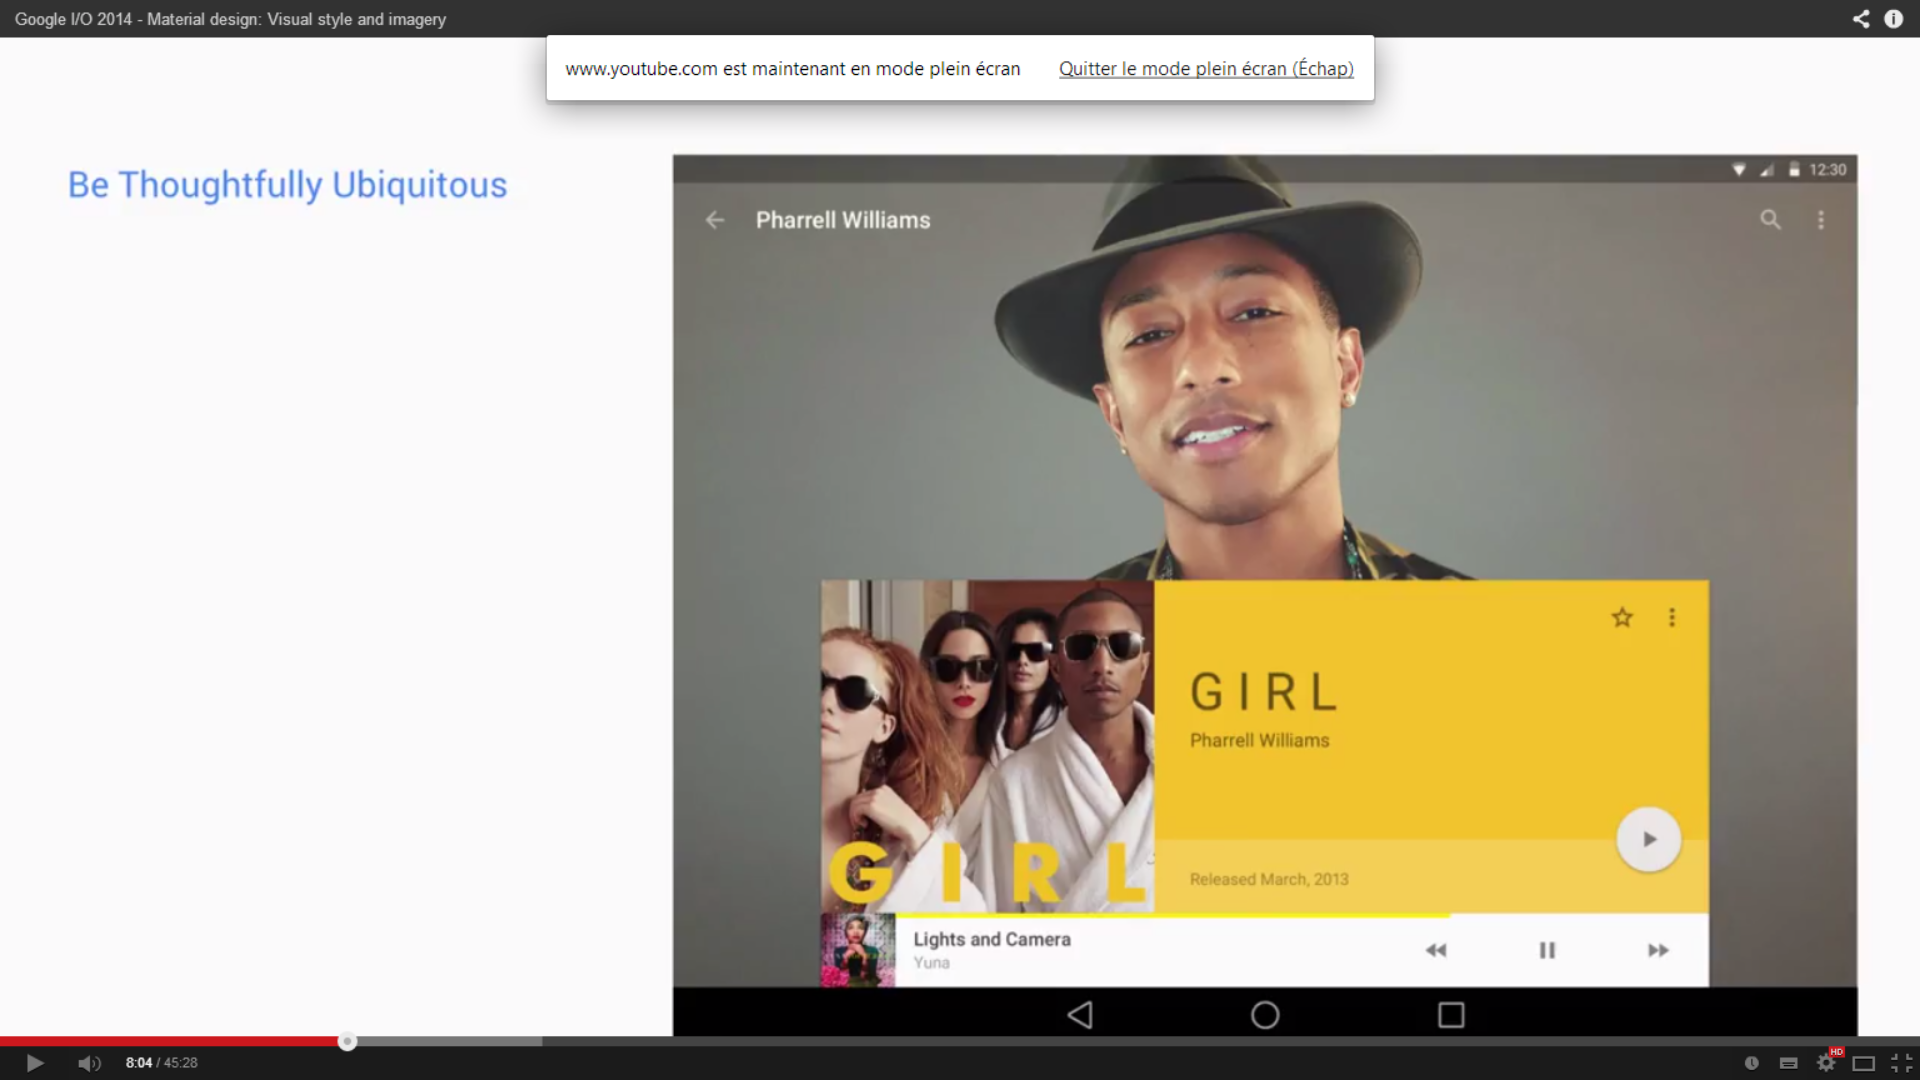 Google I/O 2014 - Material design: Visual style and imagery
www.youtube.com est maintenant en mode plein écran Quitter le mode plein écran (Échap)
Be Thoughtfully Ubiquitous
12:30
Pharrell Williams
GIRL
Pharrell Williams
GIRL
Released March, 2013
Lights and Camera
Yuna
8:04 / 45:28
HD